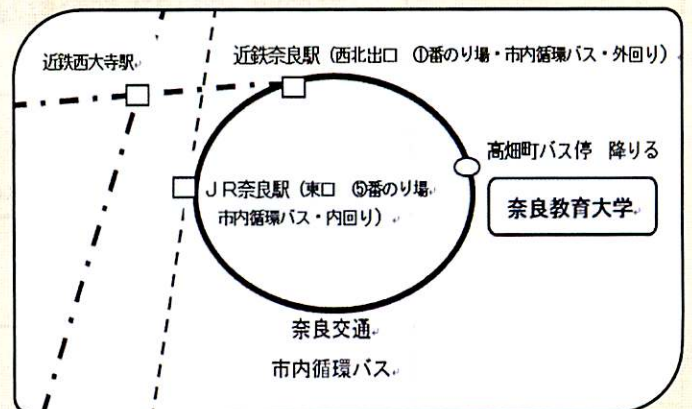 近鉄西大寺駅
近鉄奈良駅（西北出口　①番のり場・市内循環バス・外回り）
高畑町バス停　降りる
ＪＲ奈良駅（東口　⑤番のり場
市内循環バス・内回り）
奈良教育大学
奈良交通
市内循環バス